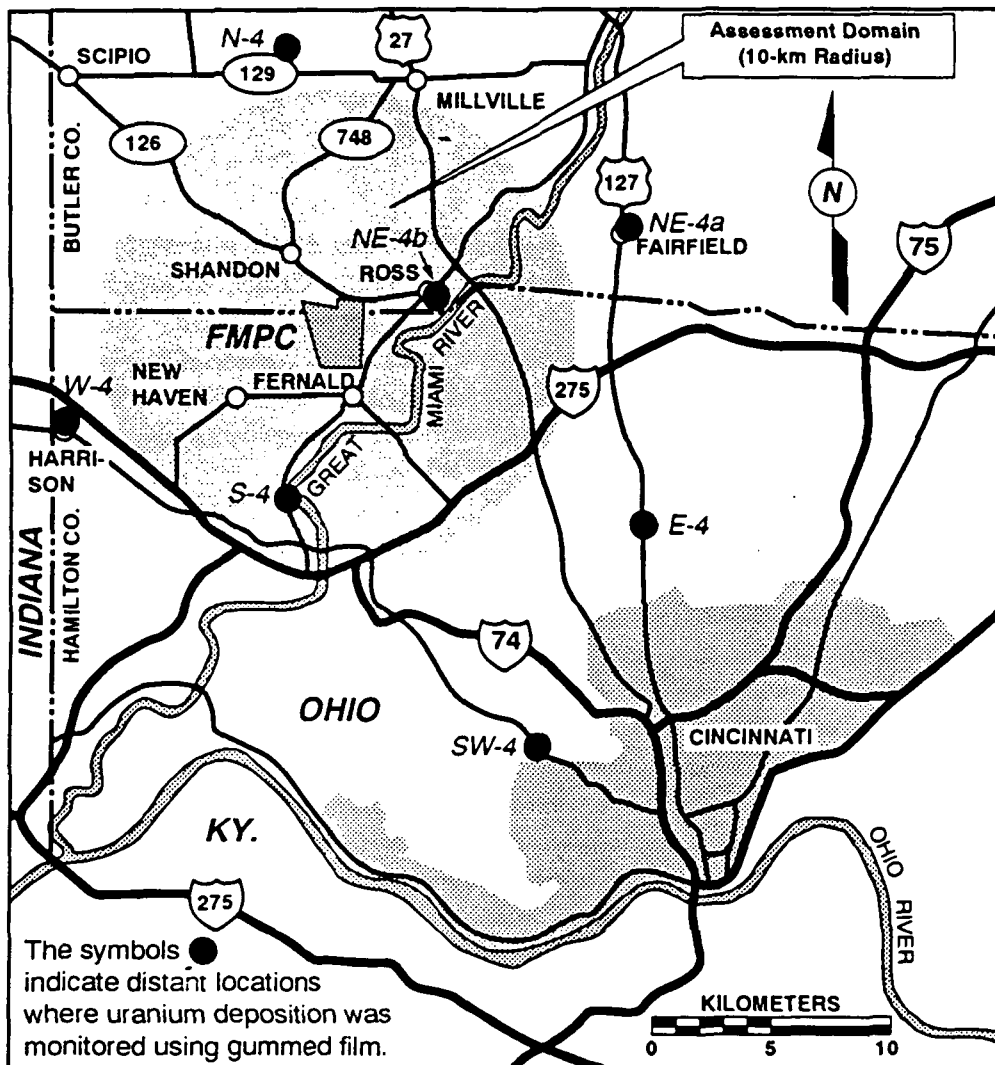 N-4
SCIPIO
27
Assessment Domain
(10-km Radius)
129
MILLVILLE
126
748
BUTLER CO.
127
N
NE-4a
FAIRFIELD
75
NE-4b
SHANDON
ROSS
FMPC
RIVER
MIAMI
GREAT
W-4
NEW
HAVEN
FERNALD
275
HARRI-
SON
S-4
E-4
INDIANA
HAMILTON CO.
74
OHIO
SW-4
CINCINNATI
KY.
OHIO
RIVER
275
The symbols
indicate distant locations
where uranium deposition was
monitored using gummed film.
KILOMETERS
0 5 10